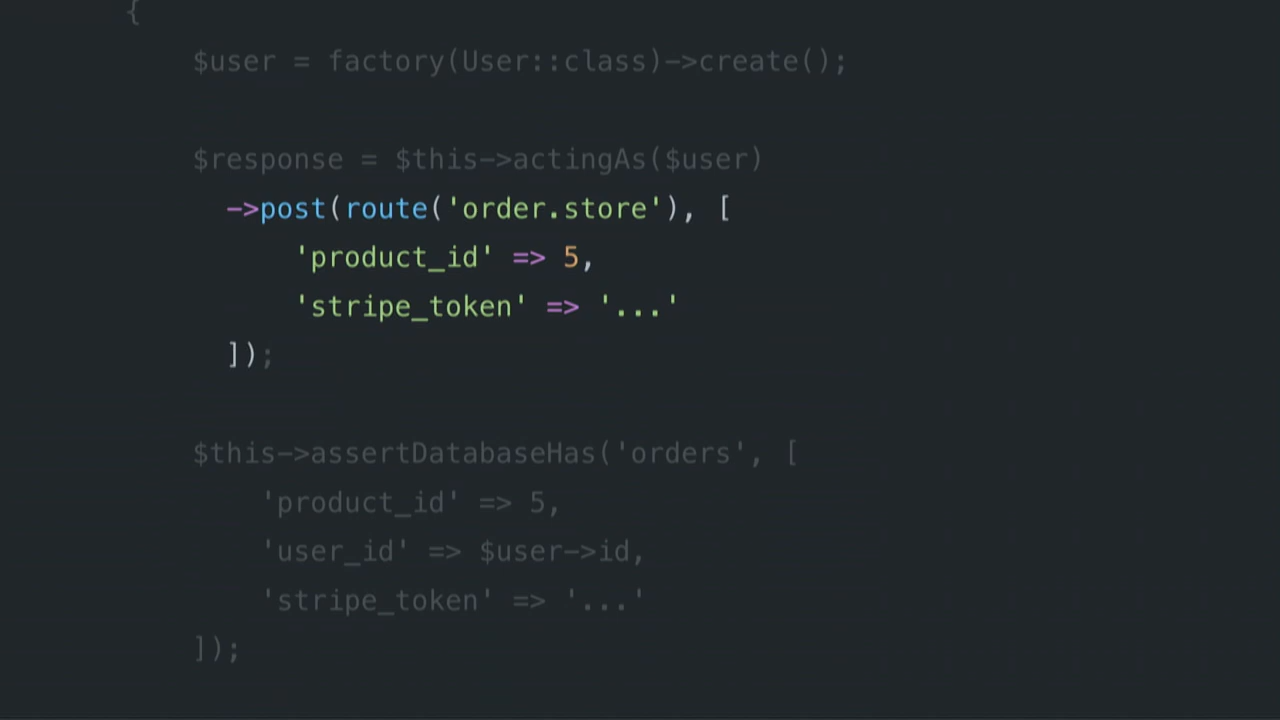 {
$user = factory(User::class)->create();
$response = $this->actingAs($user)
->post(route('order.store'), [
'product_id' => 5,
'stripe_token' => '...'
]);
$this->assertDatabaseHas('orders', [
'product_id' => 5,
'user_id' => $user->id,
'stripe_token' => '...'
]);